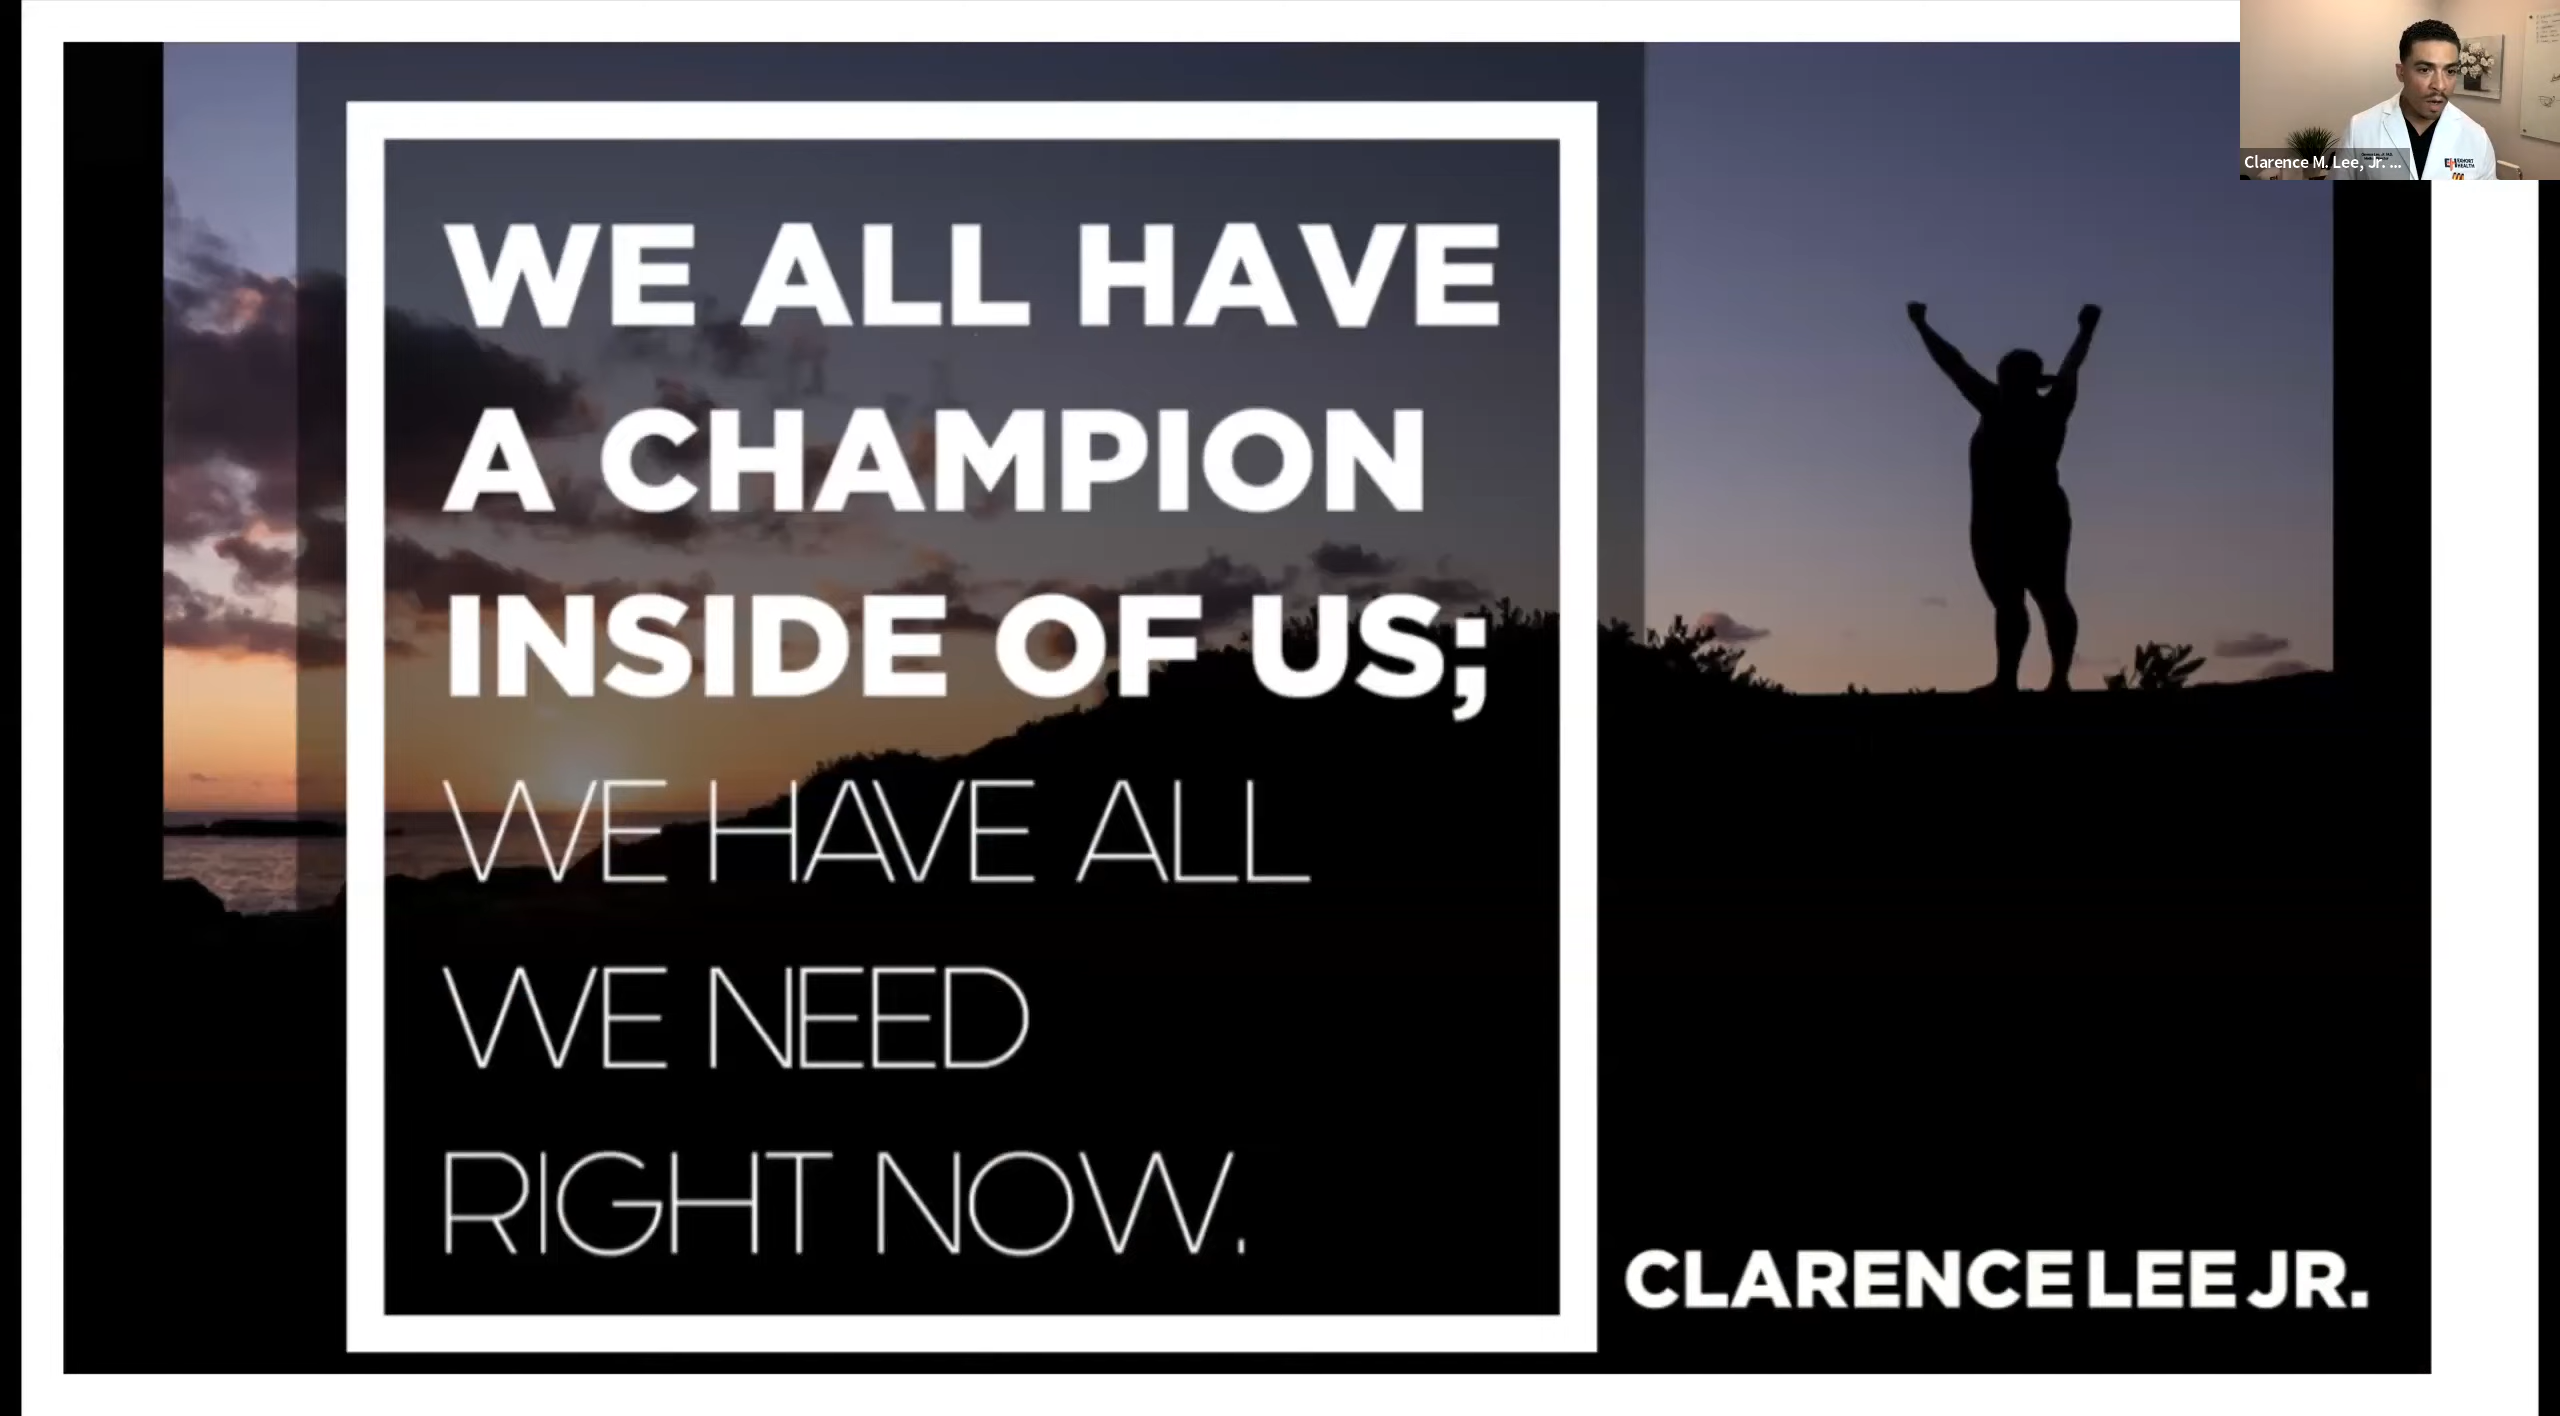 WE ALL HAVE
A CHAMPION
INSIDE OF US;
WE HAVE ALL
WE NEED
RIGHT NOW.
CLARENCE LEE JR.
Clarence M. Lee, Jr. ...